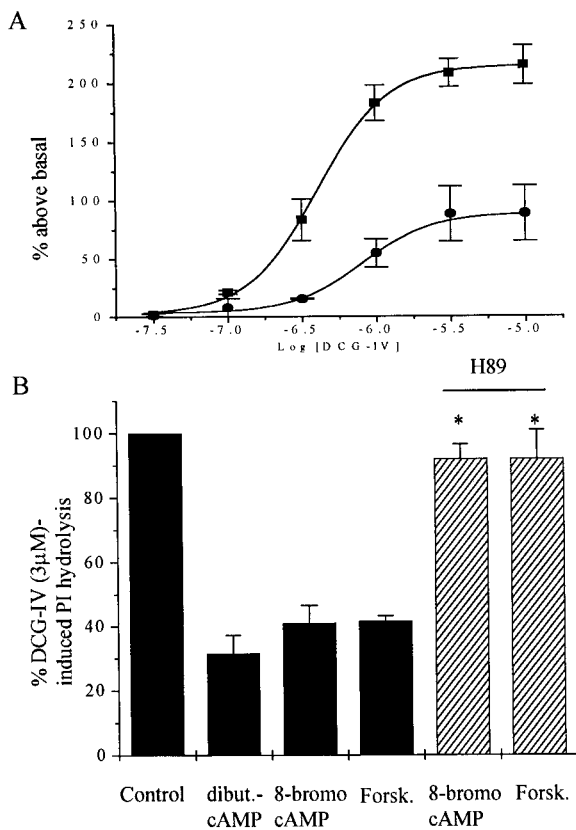 A
% above basal
250
200
150
100
50
0
-7.5 -7.0 -6.5 -6.0 -5.5 -5.0
Log [DCG-IV]
H89
B
% DCG-IV (3μM)-
induced PI hydrolysis
100
80
60
40
20
0
* *
Control dibut.- 8-bromo Forsk. 8-bromo Forsk.
cAMP cAMP cAMP